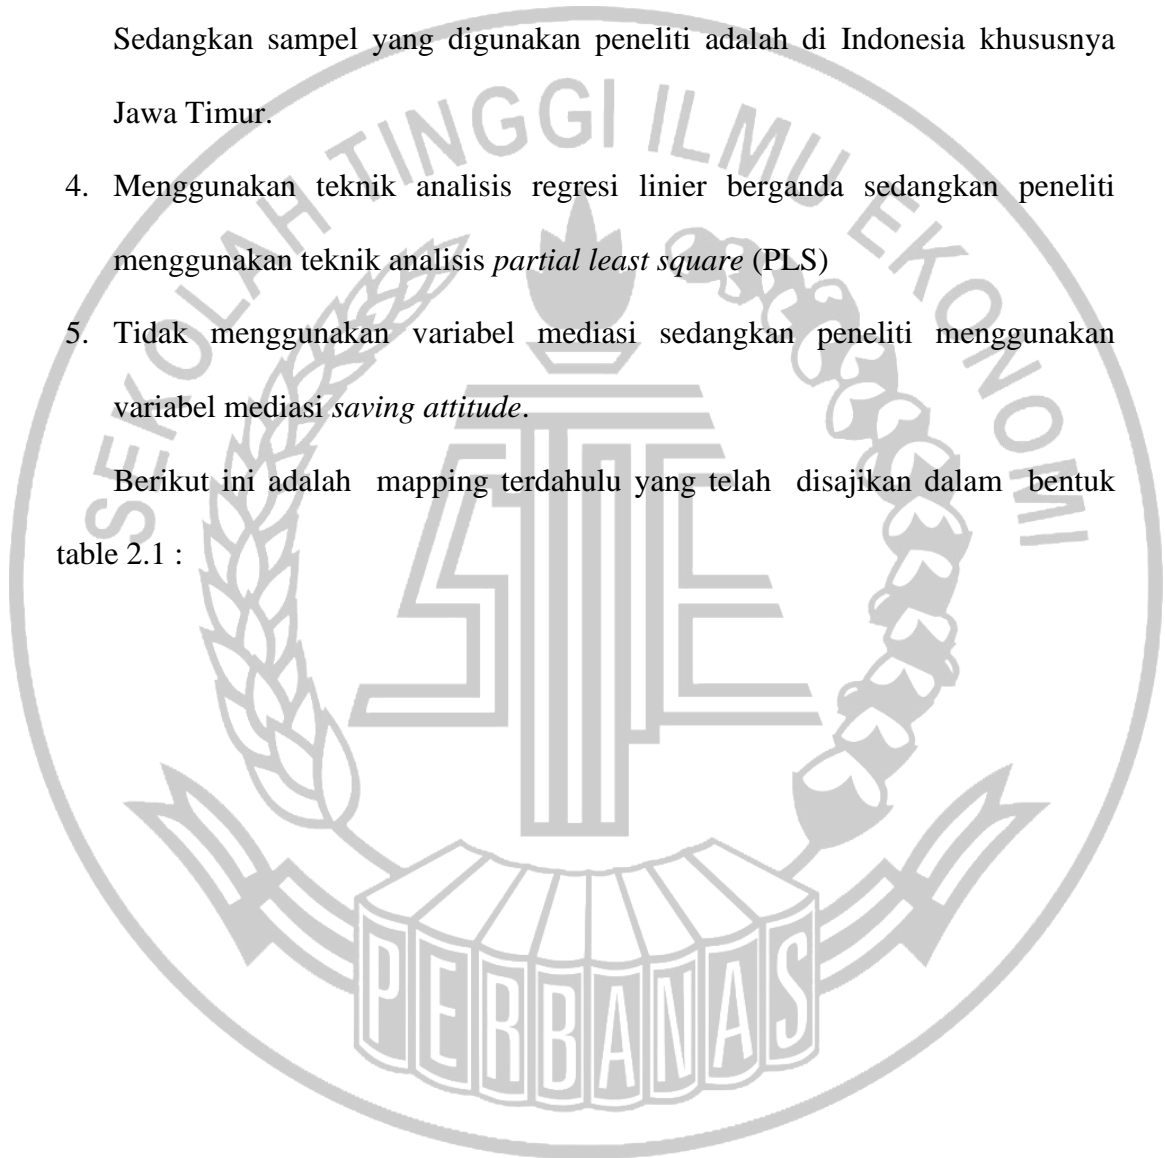 Sedangkan sampel yang digunakan peneliti adalah di Indonesia khususnya
Jawa Timur.
4. Menggunakan teknik analisis regresi linier berganda sedangkan peneliti
menggunakan teknik analisis partial least square (PLS)
5. Tidak menggunakan variabel mediasi sedangkan peneliti menggunakan
variabel mediasi saving attitude.
Berikut ini adalah mapping terdahulu yang telah disajikan dalam bentuk
table 2.1 :
SEKOLAH TINGGI ILMU EKONOMI
STIE
PERBANAS